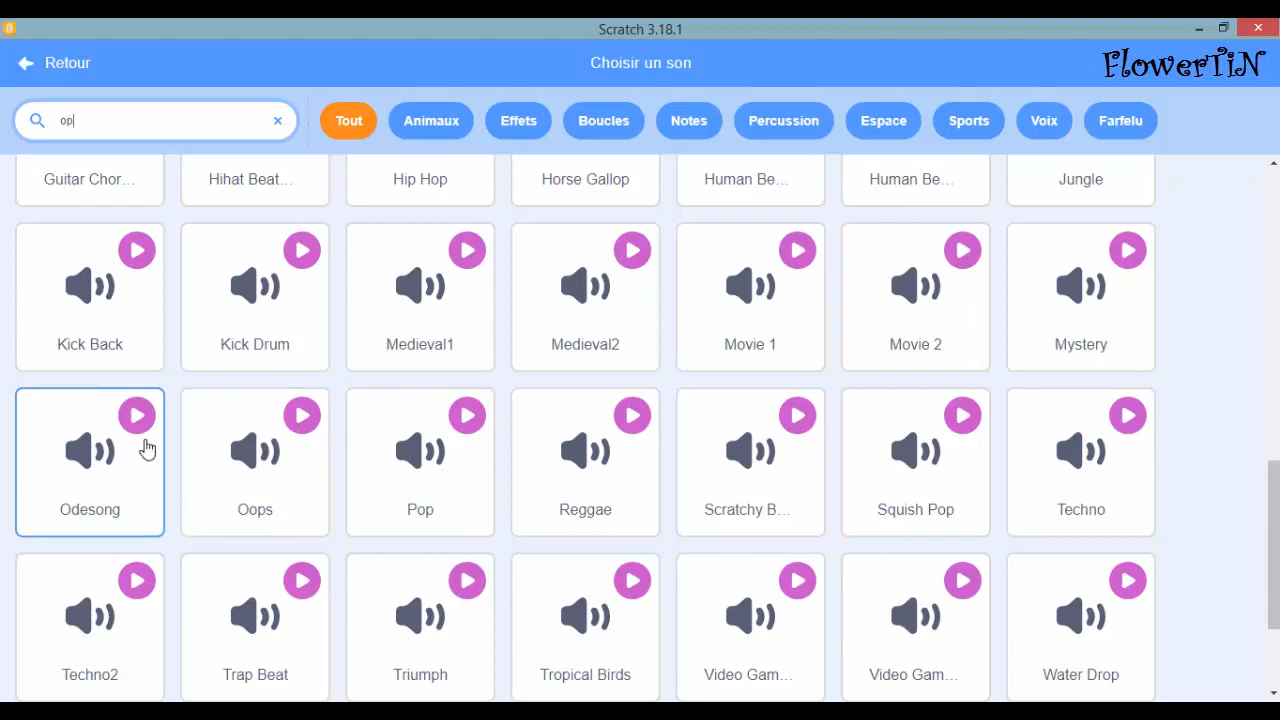 Scratch 3.18.1
Retour
Choisir un son
FlowerTiN
op
Tout
Animaux
Effets
Boucles
Notes
Percussion
Espace
Sports
Voix
Farfelu
Guitar Chor...
Hihat Beat...
Hip Hop
Horse Gallop
Human Be...
Human Be...
Jungle
Kick Back
Kick Drum
Medieval1
Medieval2
Movie 1
Movie 2
Mystery
Odesong
Oops
Pop
Reggae
Scratchy B...
Squish Pop
Techno
Techno2
Trap Beat
Triumph
Tropical Birds
Video Gam...
Video Gam...
Water Drop